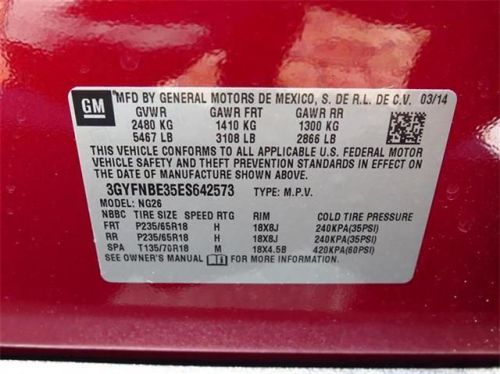 GM
MFD BY GENERAL MOTORS DE MEXICO, S. DE R.L. DE C.V. 03/14
GVWR GAWR FRT GAWR RR
2480 KG 1410 KG 1300 KG
5467 LB 3108 LB 2866 LB
THIS VEHICLE CONFORMS TO ALL APPLICABLE U.S. FEDERAL MOTOR
VEHICLE SAFETY AND THEFT PREVENTION STANDARDS IN EFFECT ON
THE DATE OF MANUFACTURE SHOWN ABOVE.
3GYFNBE35ES642573 TYPE: M.P.V.
MODEL: NG26
NBBC TIRE SIZE SPEED RTG RIM COLD TIRE PRESSURE
FRT P235/65R18 H 18X8J 240KPA(35PSI)
RR P235/65R18 H 18X8J 240KPA(35PSI)
SPA T135/70R18 M 18X4.5B 420KPA(60PSI)
SEE OWNER'S MANUAL FOR MORE INFORMATION.